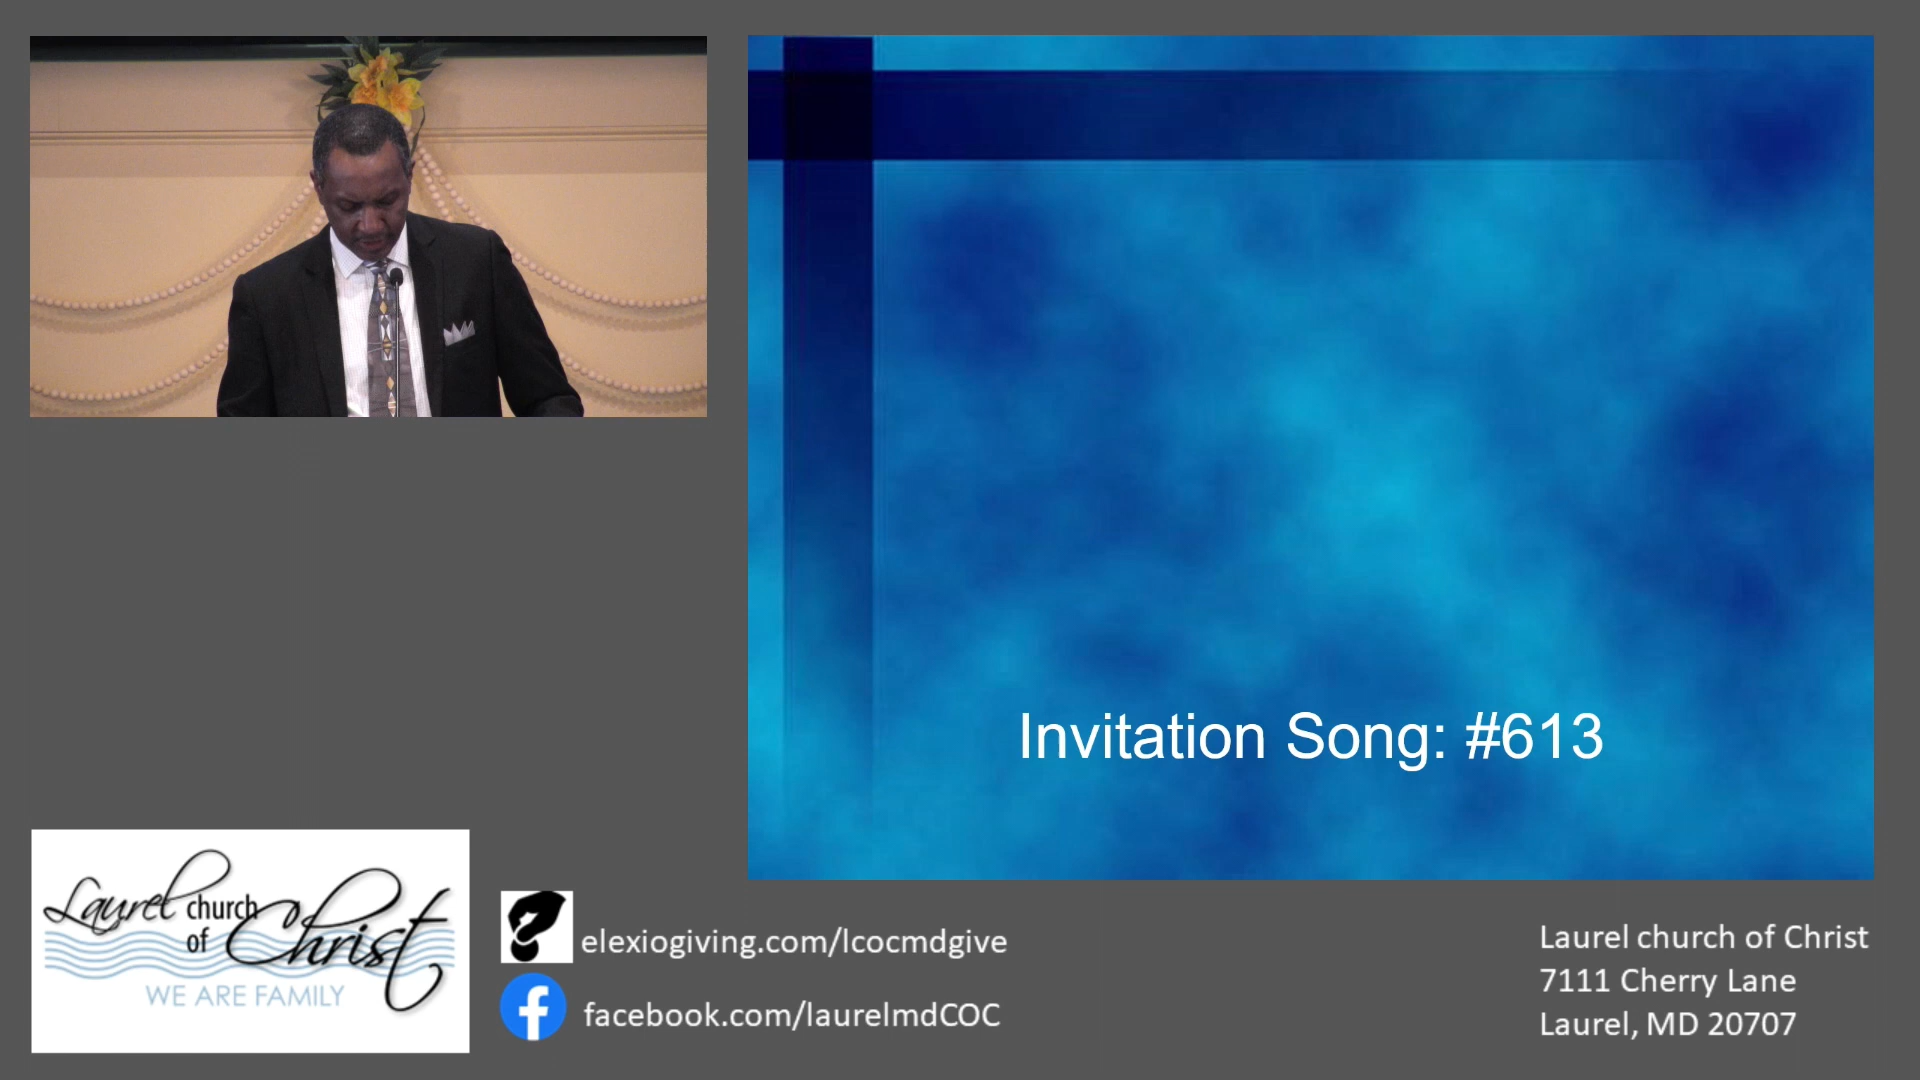 Invitation Song: #613
Laurel church
of Christ
WE ARE FAMILY
elexiogiving.com/lcocmdgive
facebook.com/laurelmdCOC
Laurel church of Christ
7111 Cherry Lane
Laurel, MD 20707